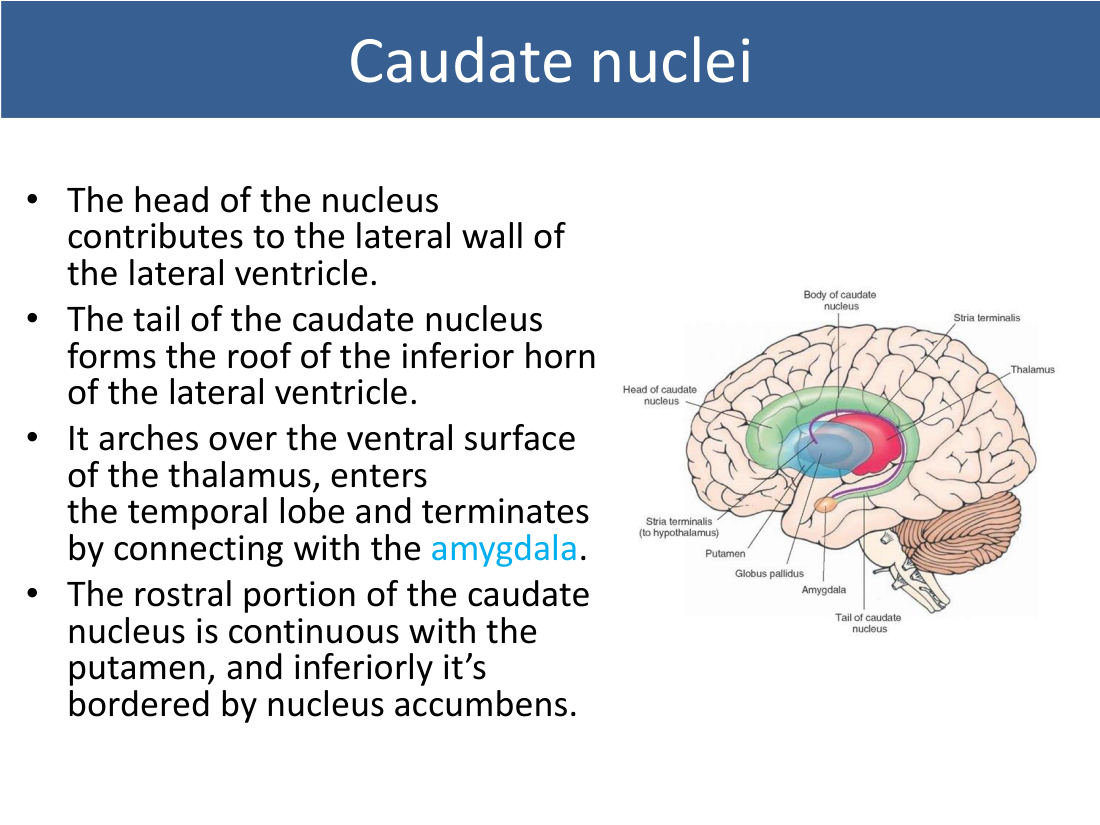 Caudate nuclei
• The head of the nucleus
contributes to the lateral wall of
the lateral ventricle.
• The tail of the caudate nucleus
forms the roof of the inferior horn
of the lateral ventricle.
• It arches over the ventral surface
of the thalamus, enters
the temporal lobe and terminates
by connecting with the amygdala.
• The rostral portion of the caudate
nucleus is continuous with the
putamen, and inferiorly it’s
bordered by nucleus accumbens.
Body of caudate
nucleus
Stria terminalis
Thalamus
Head of caudate
nucleus
Stria terminalis
(to hypothalamus)
Putamen
Globus pallidus
Amygdala
Tail of caudate
nucleus